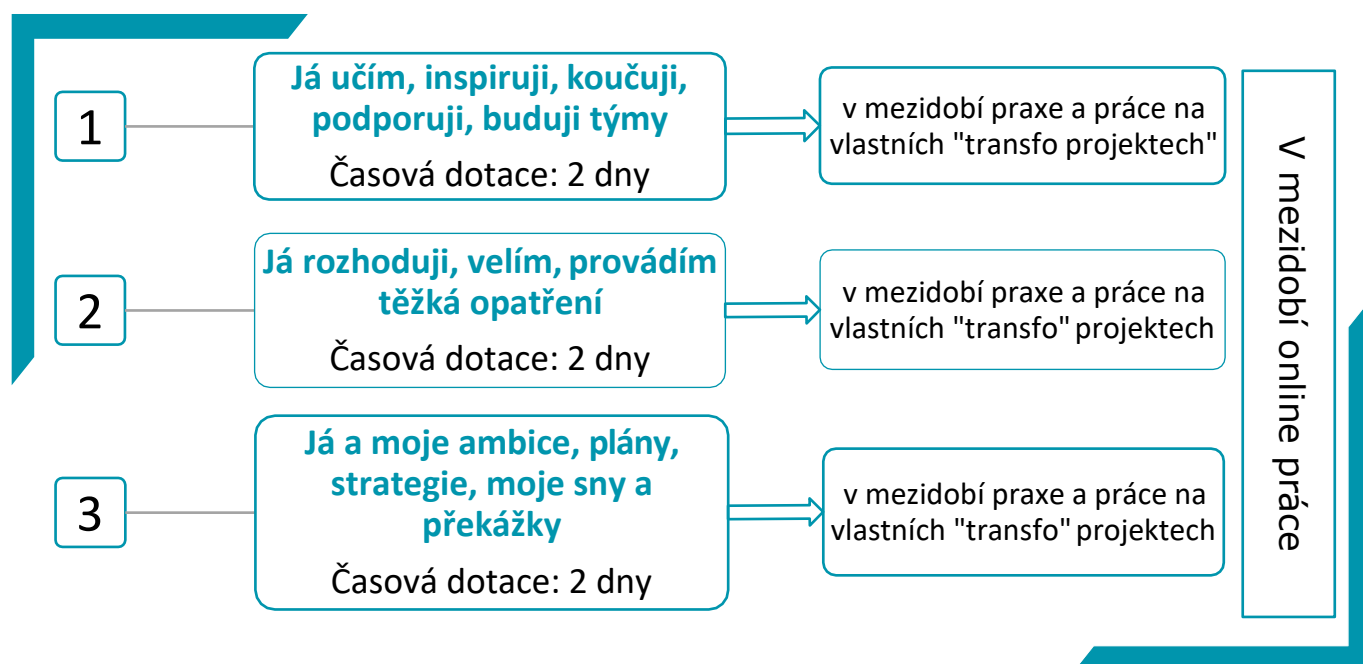 1
Já učím, inspiruji, koučuji,
podporuji, buduji týmy
Časová dotace: 2 dny
v mezidobí praxe a práce na
vlastních "transfo projektech"
2
Já rozhoduji, velím, provádím
těžká opatření
Časová dotace: 2 dny
v mezidobí praxe a práce na
vlastních "transfo" projektech
3
Já a moje ambice, plány,
strategie, moje sny a
překážky
Časová dotace: 2 dny
v mezidobí praxe a práce na
vlastních "transfo" projektech
V mezidobí online práce